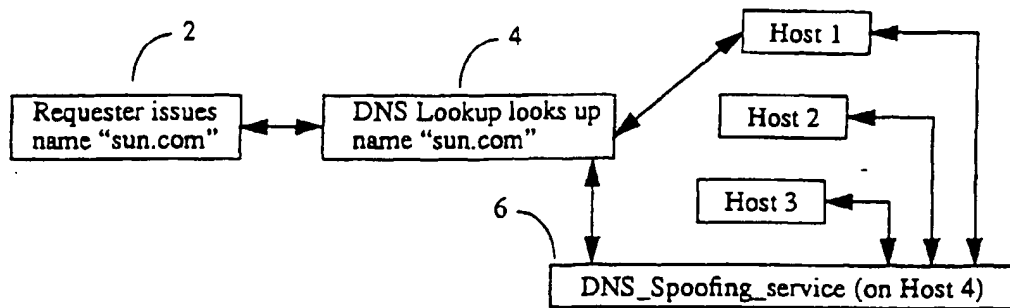 2
4
Host 1
Requester issues
name “sun.com”
DNS Lookup looks up
name “sun.com”
Host 2
Host 3
6
DNS_Spoofing_service (on Host 4)